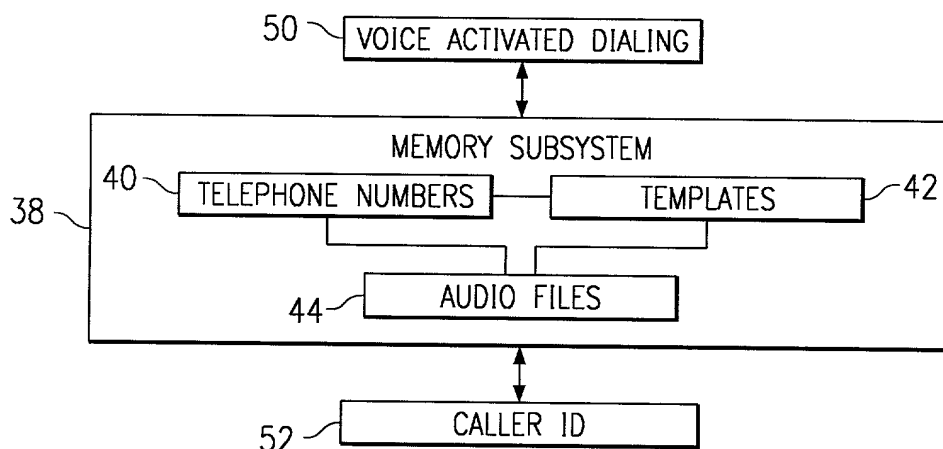 50
VOICE ACTIVATED DIALING
MEMORY SUBSYSTEM
40
TELEPHONE NUMBERS
TEMPLATES
42
38
AUDIO FILES
44
CALLER ID
52